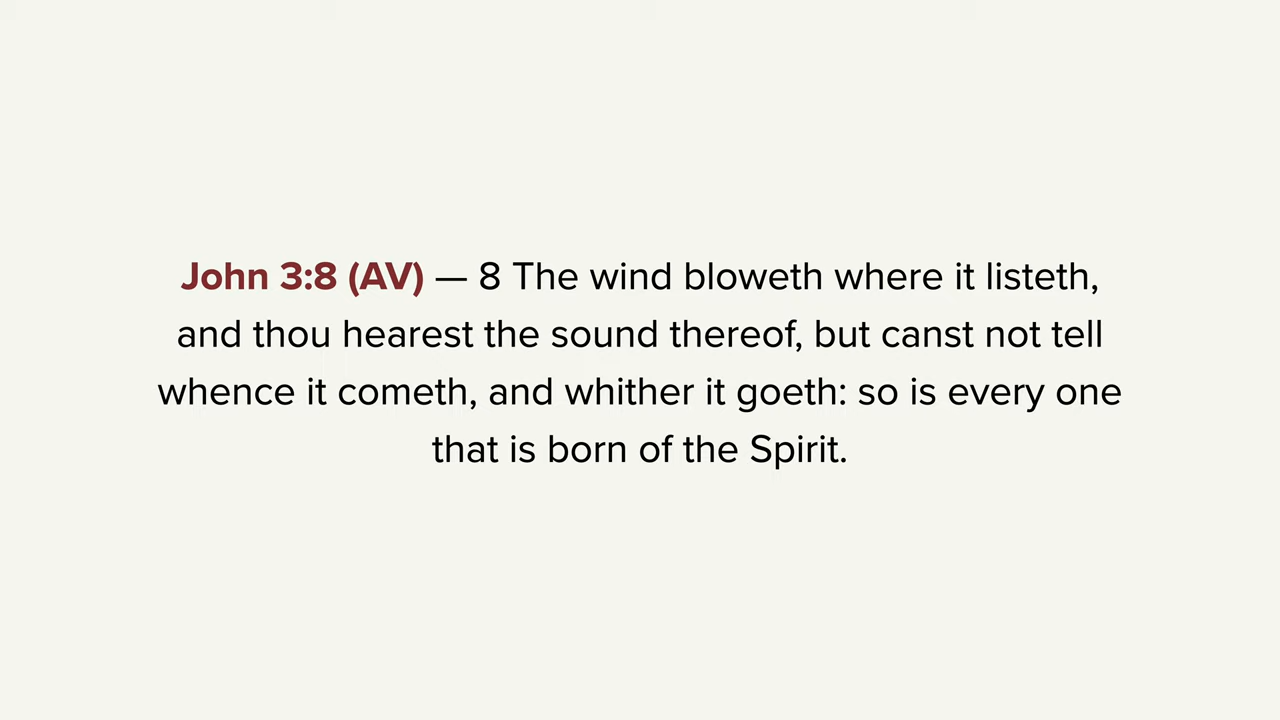 John 3:8 (AV) — 8 The wind bloweth where it listeth,
and thou hearest the sound thereof, but canst not tell
whence it cometh, and whither it goeth: so is every one
that is born of the Spirit.